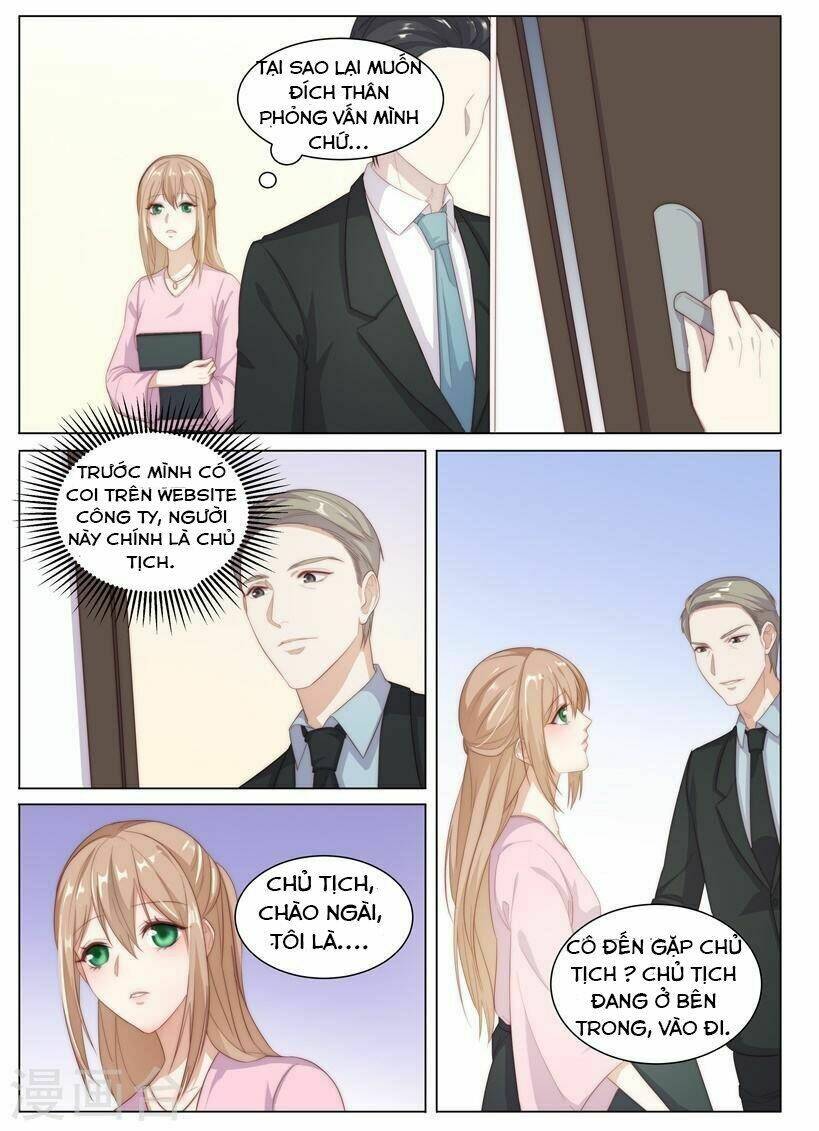 TẠI SAO LẠI MUỐN
ĐÍCH THÂN
PHỎNG VẤN MÌNH
CHỨ...
TRƯỚC MÌNH CÓ
COI TRÊN WEBSITE
CÔNG TY, NGƯỜI
NÀY CHÍNH LÀ CHỦ
TỊCH.
CHỦ TỊCH,
CHÀO NGÀI,
TÔI LÀ....
CÔ ĐẾN GẶP CHỦ
TỊCH ? CHỦ TỊCH
ĐANG Ở BÊN
TRONG, VÀO ĐI.
漫画台